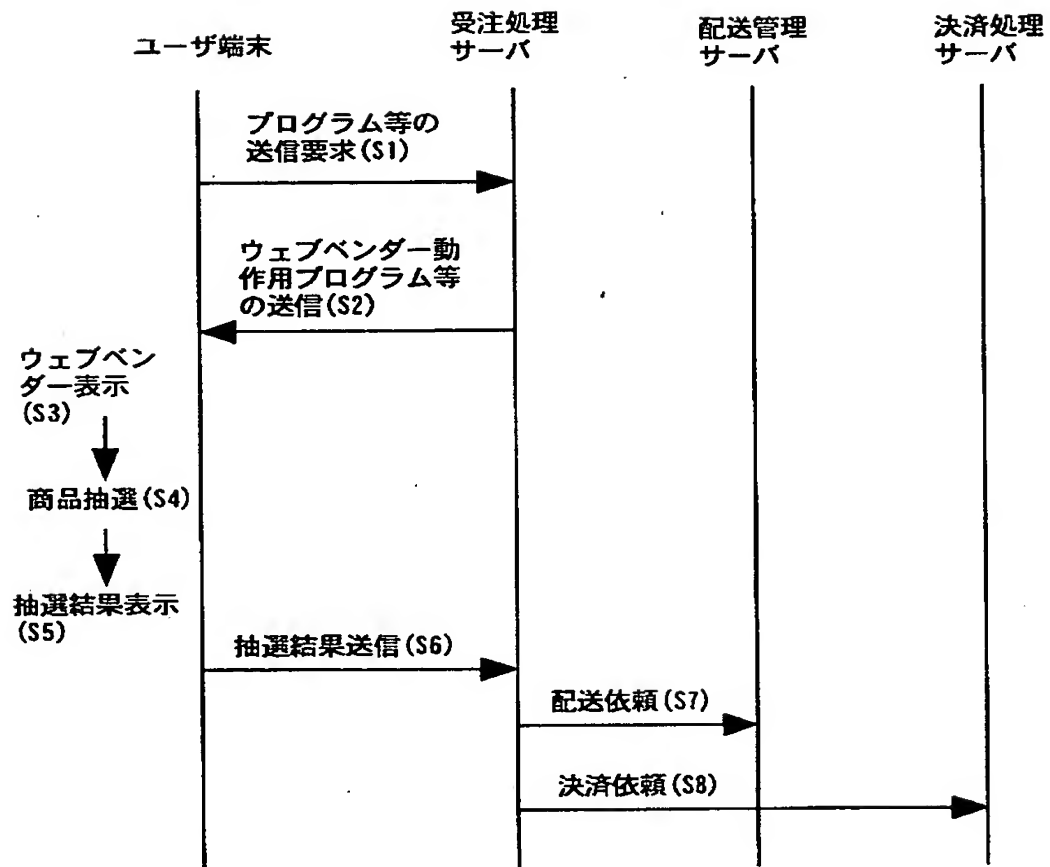 ユーザ端末
受注処理
サーバ
配送管理
サーバ
決済処理
サーバ
プログラム等の
送信要求(S1)
ウェブベンダー動
作用プログラム等
の送信(S2)
ウェブベン
ダー表示
(S3)
商品抽選(S4)
抽選結果表示
(S5)
抽選結果送信(S6)
配送依頼(S7)
決済依頼(S8)